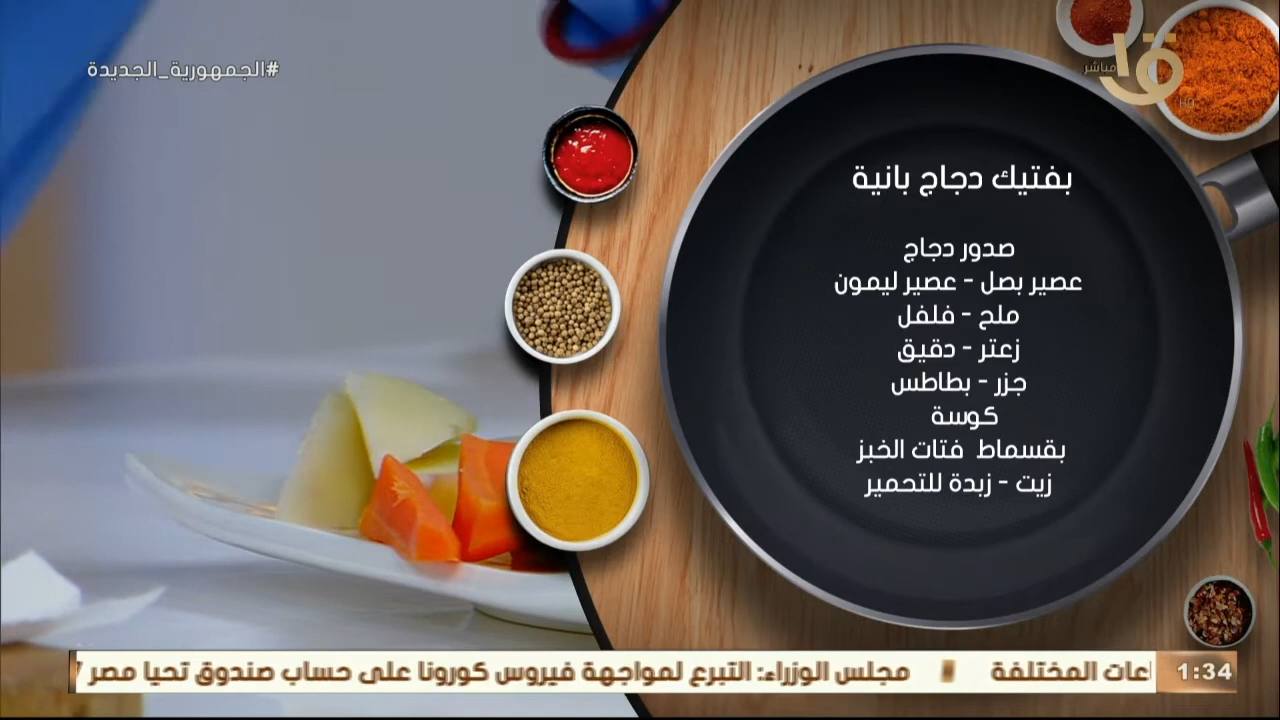 #الجمهورية_الجديدة
مباشر
HD
بفتيك دجاج بانية
صدور دجاج
عصير بصل - عصير ليمون
ملح - فلفل
زعتر - دقيق
جزر - بطاطس
كوسة
بقسماط فتات الخبز
زيت - زبدة للتحمير
1:34
اعات المختلفة
مجلس الوزراء: التبرع لمواجهة فيروس كورونا على حساب صندوق تحيا مصر